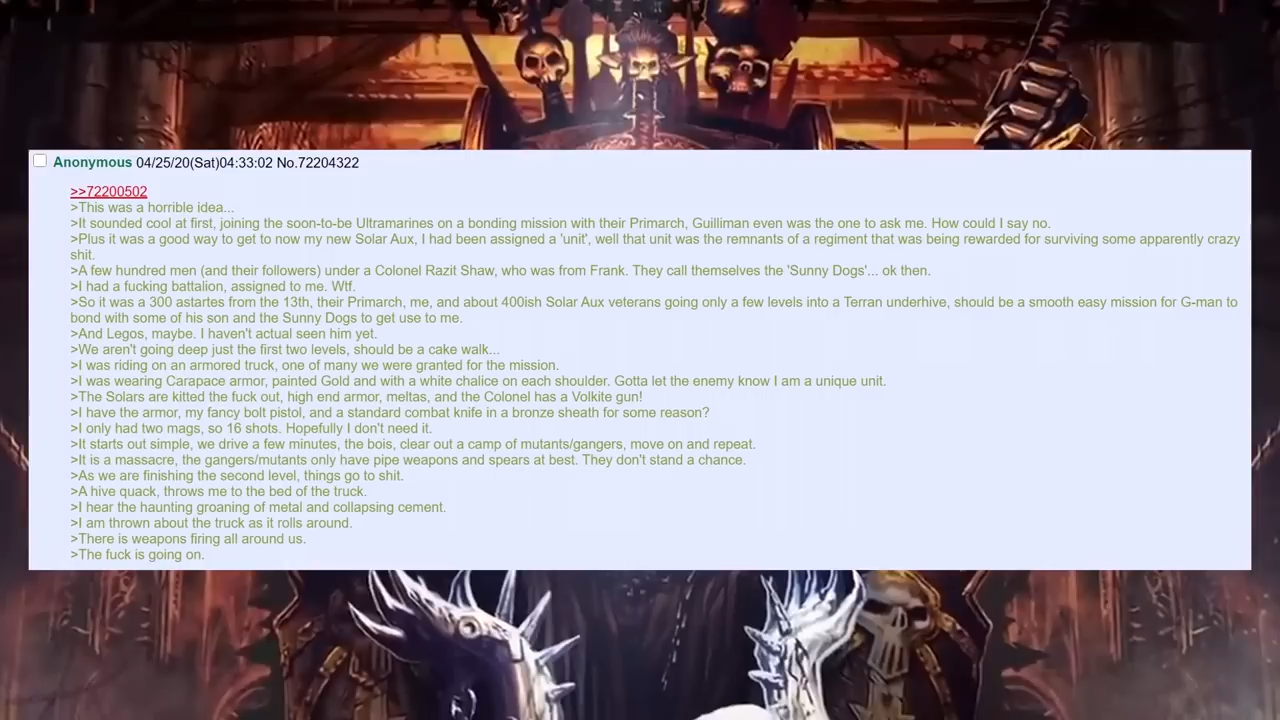 Anonymous 04/25/20(Sat)04:33:02 No.72204322
>>72200502
>This was a horrible idea...
>It sounded cool at first, joining the soon-to-be Ultramarines on a bonding mission with their Primarch, Guilliman even was the one to ask me. How could I say no.
>Plus it was a good way to get to now my new Solar Aux, I had been assigned a 'unit', well that unit was the remnants of a regiment that was being rewarded for surviving some apparently crazy
shit.
>A few hundred men (and their followers) under a Colonel Razit Shaw, who was from Frank. They call themselves the 'Sunny Dogs'... ok then.
>I had a fucking battalion, assigned to me. Wtf.
>So it was a 300 astartes from the 13th, their Primarch, me, and about 400ish Solar Aux veterans going only a few levels into a Terran underhive, should be a smooth easy mission for G-man to
bond with some of his son and the Sunny Dogs to get use to me.
>And Legos, maybe. I haven't actual seen him yet.
>We aren't going deep just the first two levels, should be a cake walk...
>I was riding on an armored truck, one of many we were granted for the mission.
>I was wearing Carapace armor, painted Gold and with a white chalice on each shoulder. Gotta let the enemy know I am a unique unit.
>The Solars are kitted the fuck out, high end armor, meltas, and the Colonel has a Volkite gun!
>I have the armor, my fancy bolt pistol, and a standard combat knife in a bronze sheath for some reason?
>I only had two mags, so 16 shots. Hopefully I don't need it.
>It starts out simple, we drive a few minutes, the bois, clear out a camp of mutants/gangers, move on and repeat.
>It is a massacre, the gangers/mutants only have pipe weapons and spears at best. They don't stand a chance.
>As we are finishing the second level, things go to shit.
>A hive quack, throws me to the bed of the truck.
>I hear the haunting groaning of metal and collapsing cement.
>I am thrown about the truck as it rolls around.
>There is weapons firing all around us.
>The fuck is going on.